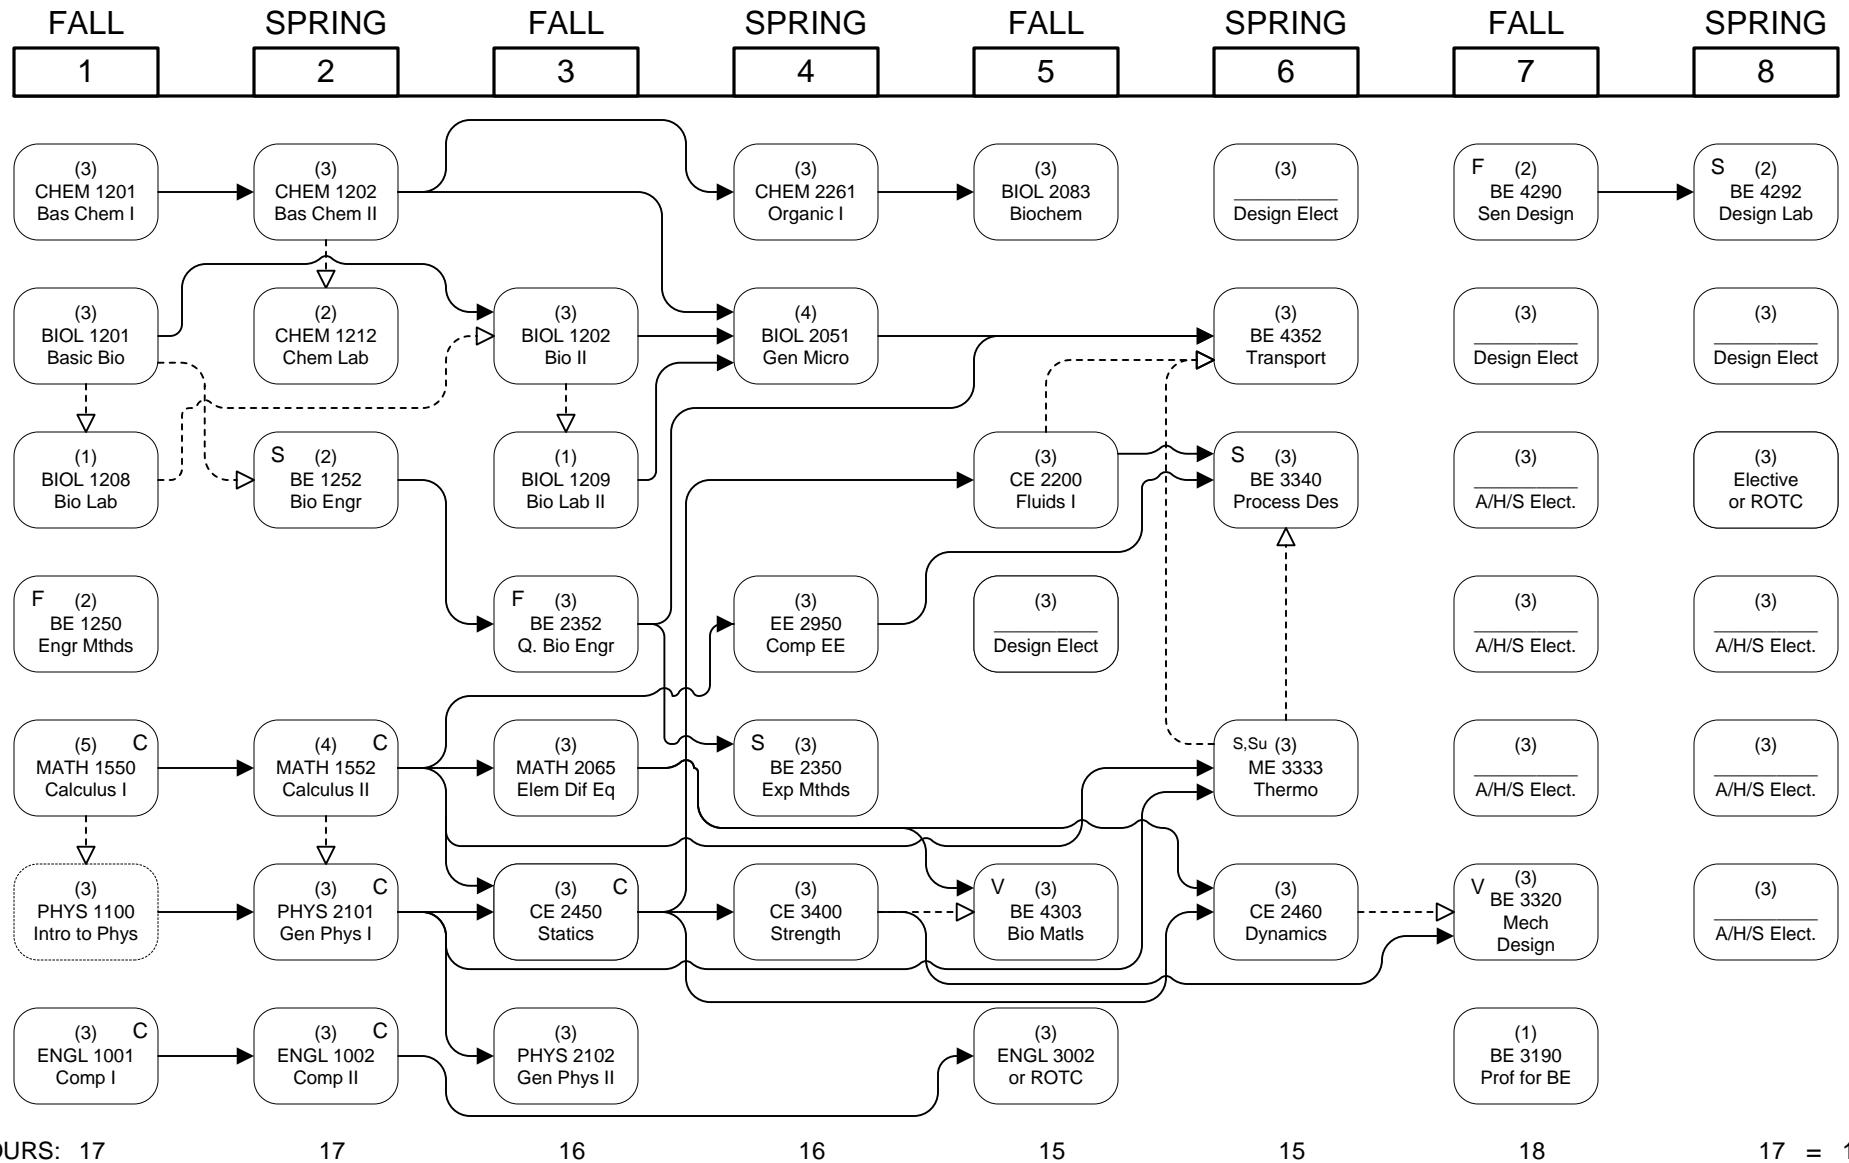 FALL SPRING FALL SPRING FALL SPRING FALL SPRING
1 2 3 4 5 6 7 8
(3)
CHEM 1201
Bas Chem I
(3)
CHEM 1202
Bas Chem II
(3)
CHEM 2261
Organic I
(3)
BIOL 2083
Biochem
(3)
Design Elect
F (2)
BE 4290
Sen Design
S (2)
BE 4292
Design Lab
(3)
BIOL 1201
Basic Bio
(2)
CHEM 1212
Chem Lab
(3)
BIOL 1202
Bio II
(4)
BIOL 2051
Gen Micro
(3)
BE 4352
Transport
(3)
Design Elect
(3)
Design Elect
(1)
BIOL 1208
Bio Lab
S (2)
BE 1252
Bio Engr
(1)
BIOL 1209
Bio Lab II
(3)
CE 2200
Fluids I
S (3)
BE 3340
Process Des
(3)
A/H/S Elect.
(3)
Elective
or ROTC
F (2)
BE 1250
Engr Mthds
F (3)
BE 2352
Q. Bio Engr
(3)
EE 2950
Comp EE
(3)
Design Elect
(3)
A/H/S Elect.
(3)
A/H/S Elect.
(5) C
MATH 1550
Calculus I
(4) C
MATH 1552
Calculus II
(3)
MATH 2065
Elem Dif Eq
S (3)
BE 2350
Exp Mthds
S,Su (3)
ME 3333
Thermo
(3)
A/H/S Elect.
(3)
A/H/S Elect.
(3)
PHYS 1100
Intro to Phys
(3) C
PHYS 2101
Gen Phys I
(3) C
CE 2450
Statics
(3)
CE 3400
Strength
V (3)
BE 4303
Bio Matls
(3)
CE 2460
Dynamics
V (3)
BE 3320
Mech
Design
(3)
A/H/S Elect.
(3) C
ENGL 1001
Comp I
(3) C
ENGL 1002
Comp II
(3)
PHYS 2102
Gen Phys II
(3)
ENGL 3002
or ROTC
(1)
BE 3190
Prof for BE
OURS: 17 17 16 16 15 15 18 17 = 1